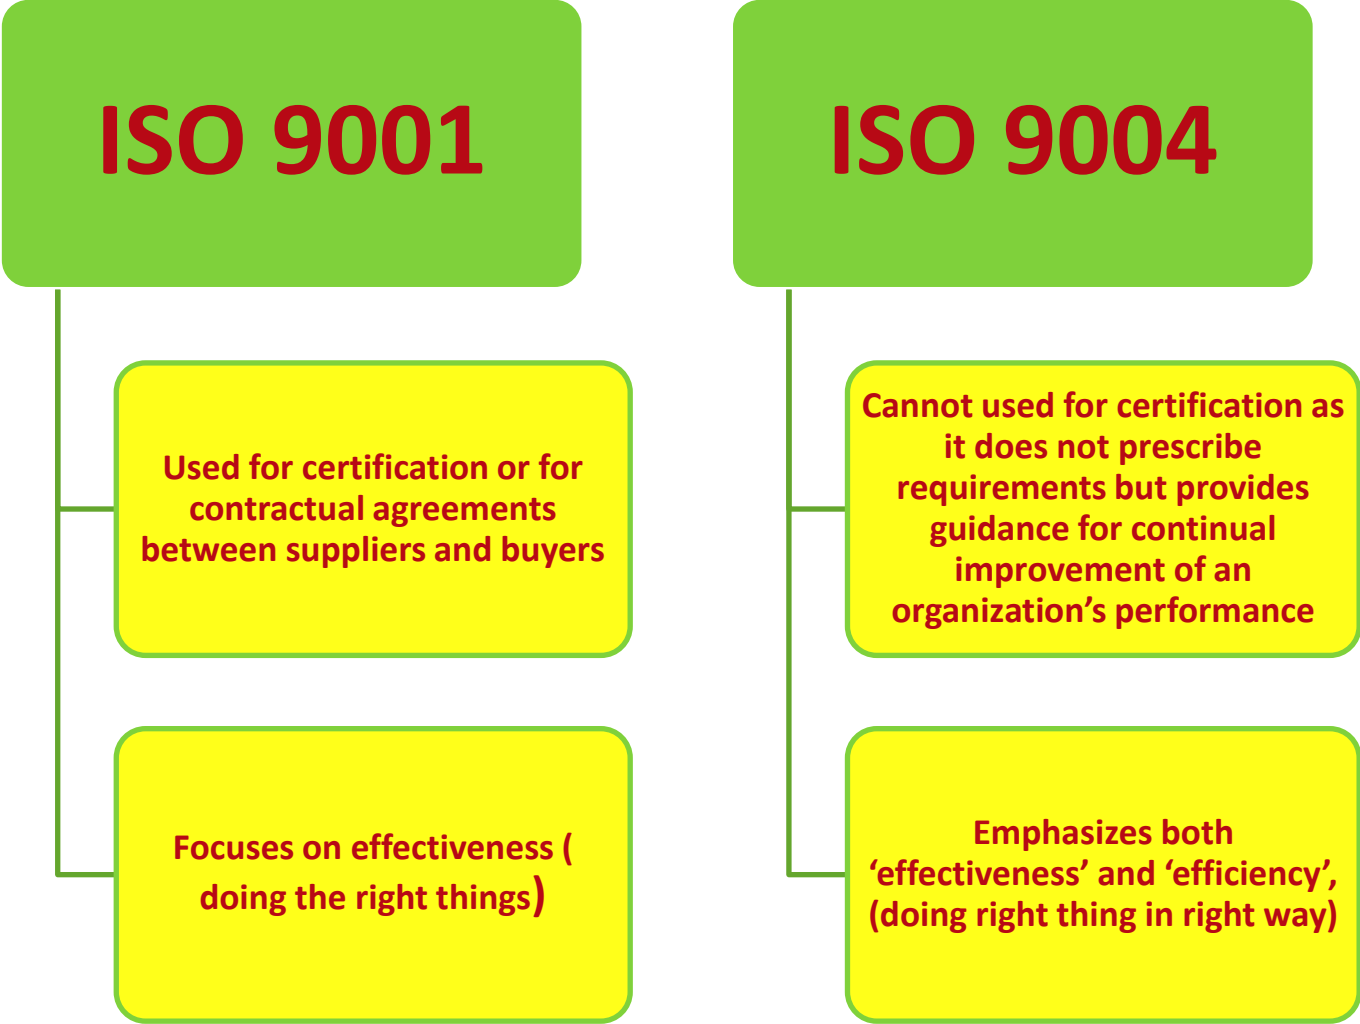 ISO 9001
Used for certification or for
contractual agreements
between suppliers and buyers
Focuses on effectiveness (
doing the right things)
ISO 9004
Cannot used for certification as
it does not prescribe
requirements but provides
guidance for continual
improvement of an
organization’s performance
Emphasizes both
‘effectiveness’ and ‘efficiency’,
(doing right thing in right way)